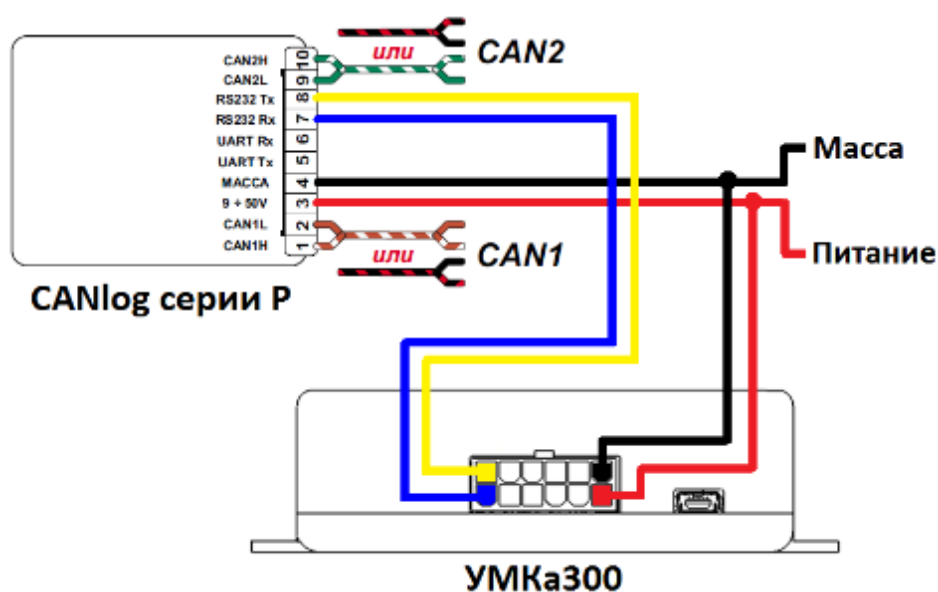 или CAN2
CAN2H 10
CAN2L 9
RS232 Tx 8
RS232 Rx 7
UART Rx 6
UART Tx 5
МАССА 4
9 ÷ 50V 3
CAN1L 2
CAN1H 1
Масса
Питание
или CAN1
CANlog серии P
УМКа300